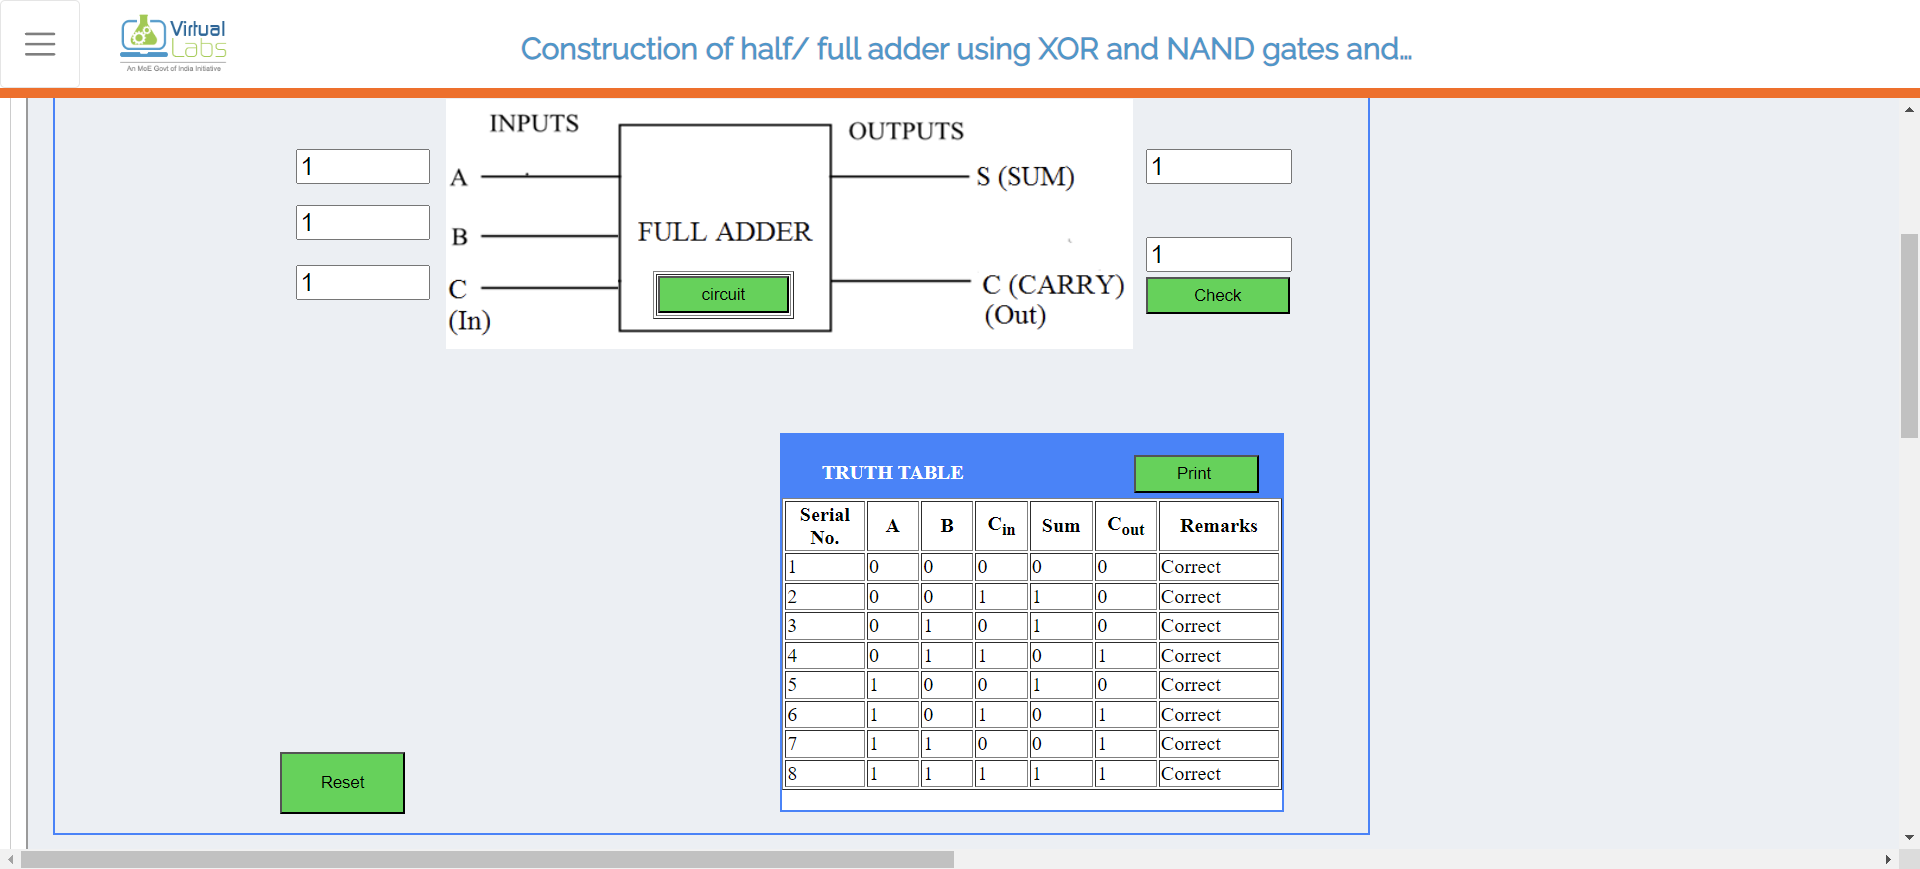 Virtual
Labs
An MoE Govt of India Initiative
Construction of half/ full adder using XOR and NAND gates and...
INPUTS
OUTPUTS
1
A
S (SUM)
1
1
B
FULL ADDER
1
1
C
(In)
circuit
C (CARRY)
(Out)
Check
TRUTH TABLE
Print
Serial No. A B Cin Sum Cout Remarks
1 0 0 0 0 0 Correct
2 0 0 1 1 0 Correct
3 0 1 0 1 0 Correct
4 0 1 1 0 1 Correct
5 1 0 0 1 0 Correct
6 1 0 1 0 1 Correct
7 1 1 0 0 1 Correct
8 1 1 1 1 1 Correct
Reset